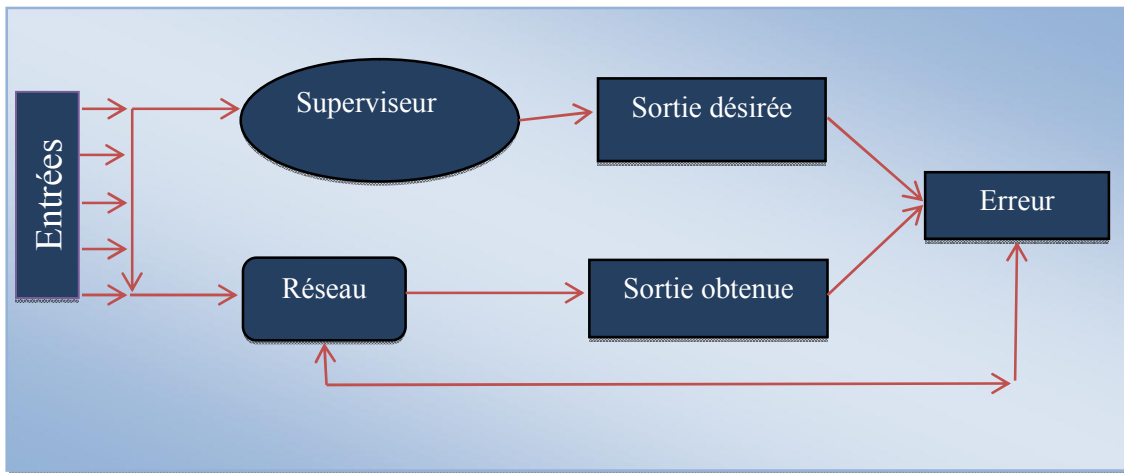 Entrées
Superviseur
Sortie désirée
Erreur
Réseau
Sortie obtenue